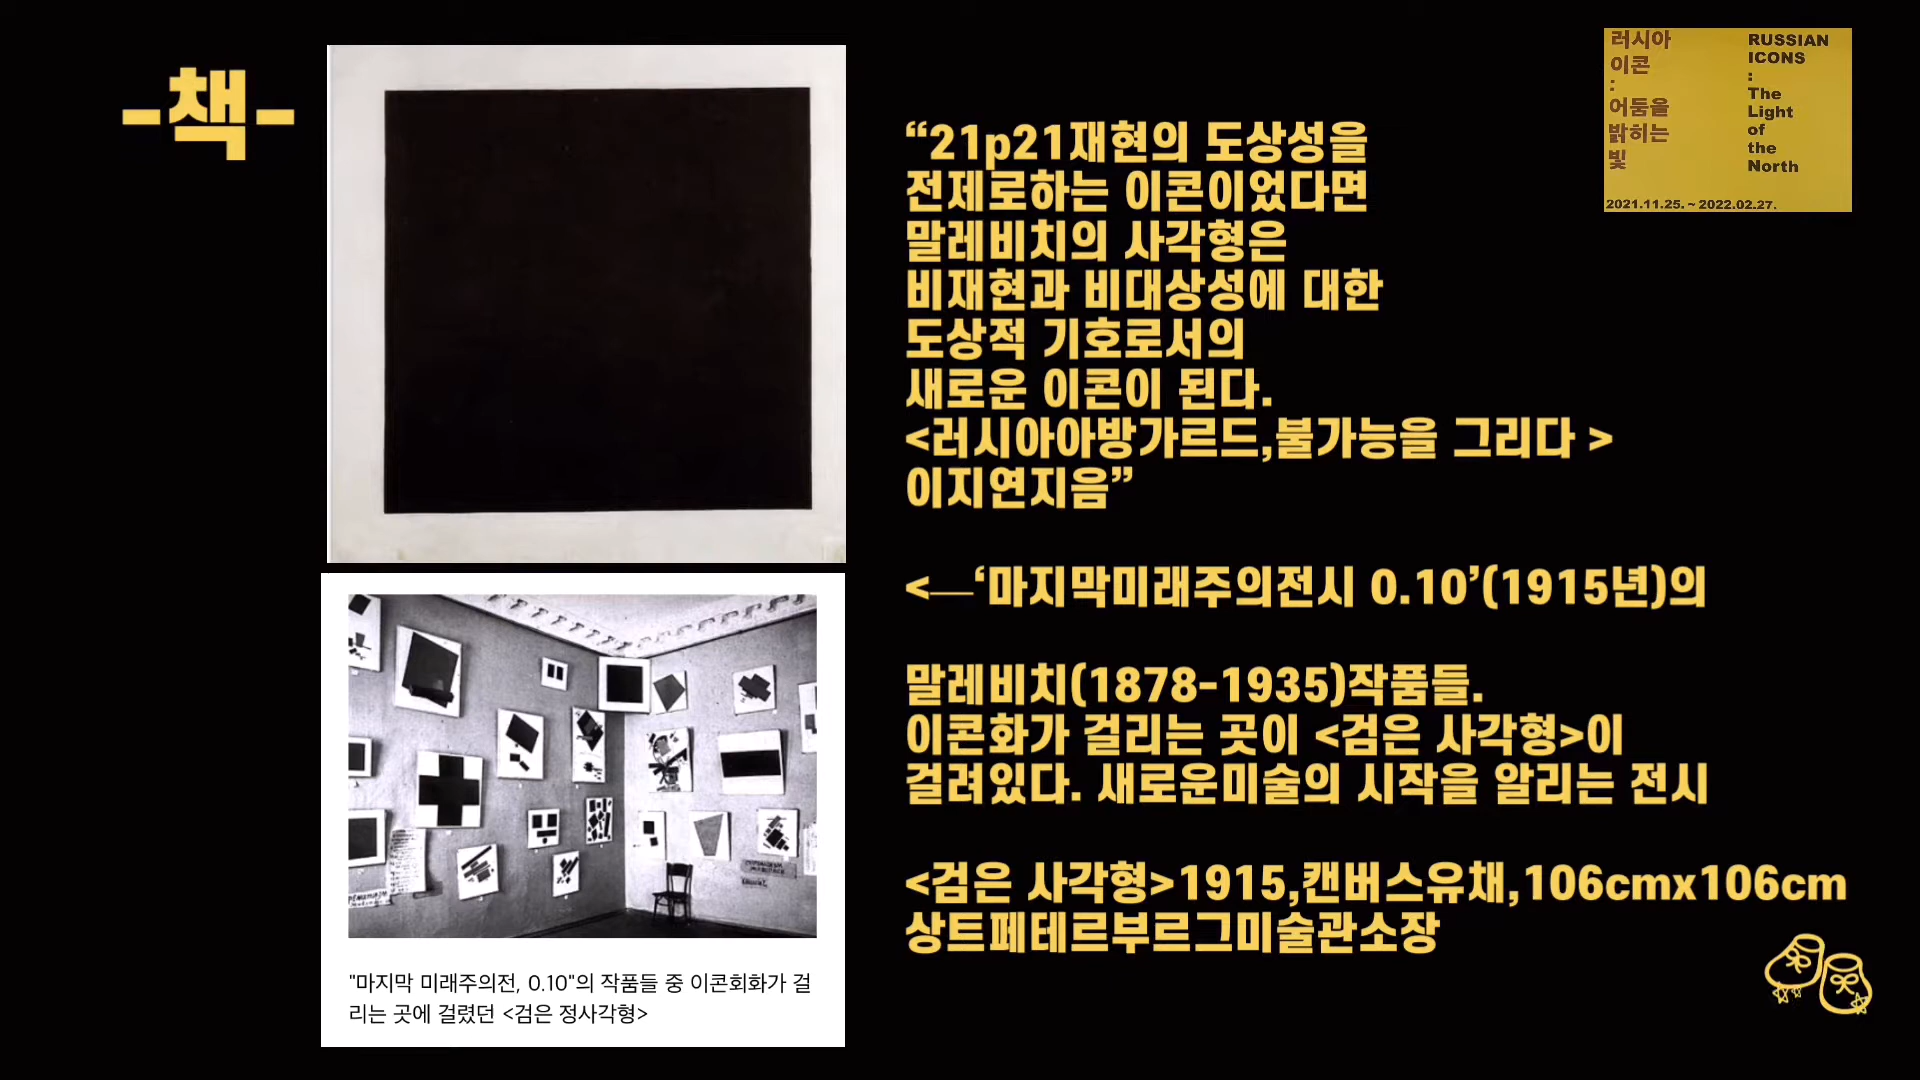 -책-
러시아
이콘
:
어둠을
밝히는
빛
RUSSIAN
ICONS
:
The
Light
of
the
North
2021.11.25. ~ 2022.02.27.
“21p21재현의 도상성을
전제로하는 이콘이었다면
말레비치의 사각형은
비재현과 비대상성에 대한
도상적 기호로서의
새로운 이콘이 된다.
<러시아아방가르드,불가능을 그리다 >
이지연지음”
<—‘마지막미래주의전시 0.10’(1915년)의
말레비치(1878-1935)작품들.
이콘화가 걸리는 곳이 <검은 사각형>이
걸려있다. 새로운미술의 시작을 알리는 전시
<검은 사각형>1915,캔버스유채,106cmx106cm
상트페테르부르그미술관소장
"마지막 미래주의전, 0.10"의 작품들 중 이콘회화가 걸
리는 곳에 걸렸던 <검은 정사각형>